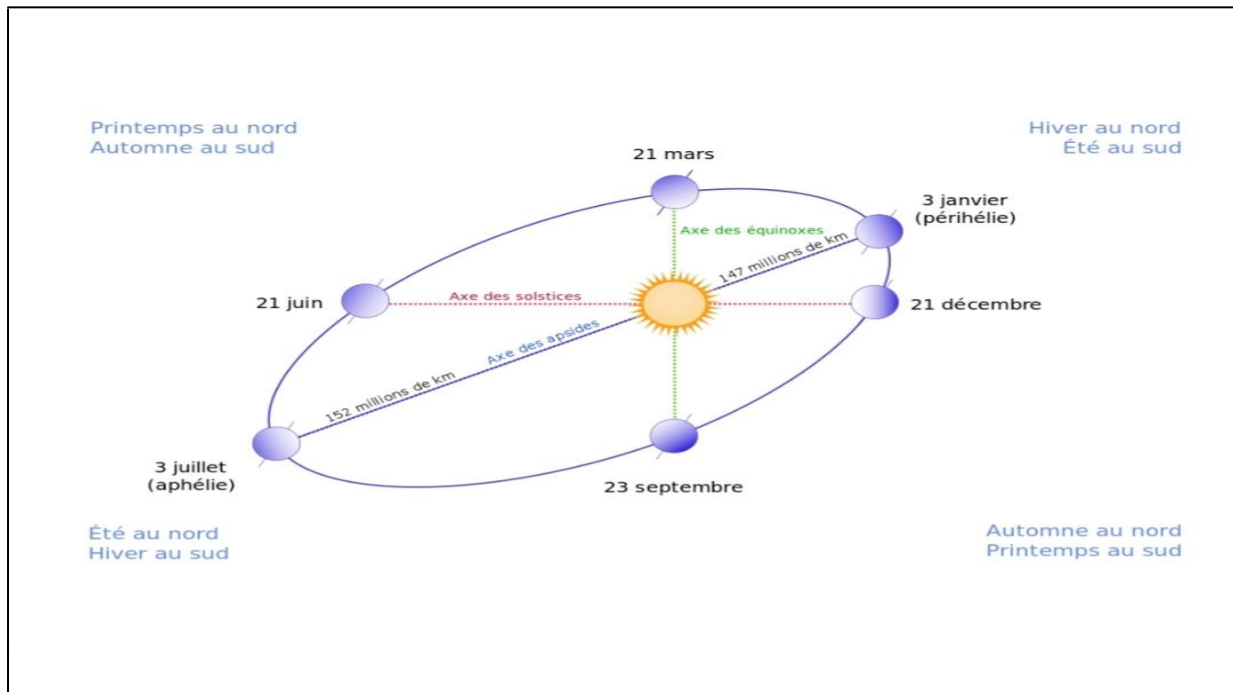 Printemps au nord
Automne au sud
Hiver au nord
Été au sud
21 mars
3 janvier
(périhélie)
Axe des équinoxes
147 millions de km
21 juin
Axe des solstices
21 décembre
Axe des apsides
152 millions de km
3 juillet
(aphélie)
23 septembre
Été au nord
Hiver au sud
Automne au nord
Printemps au sud